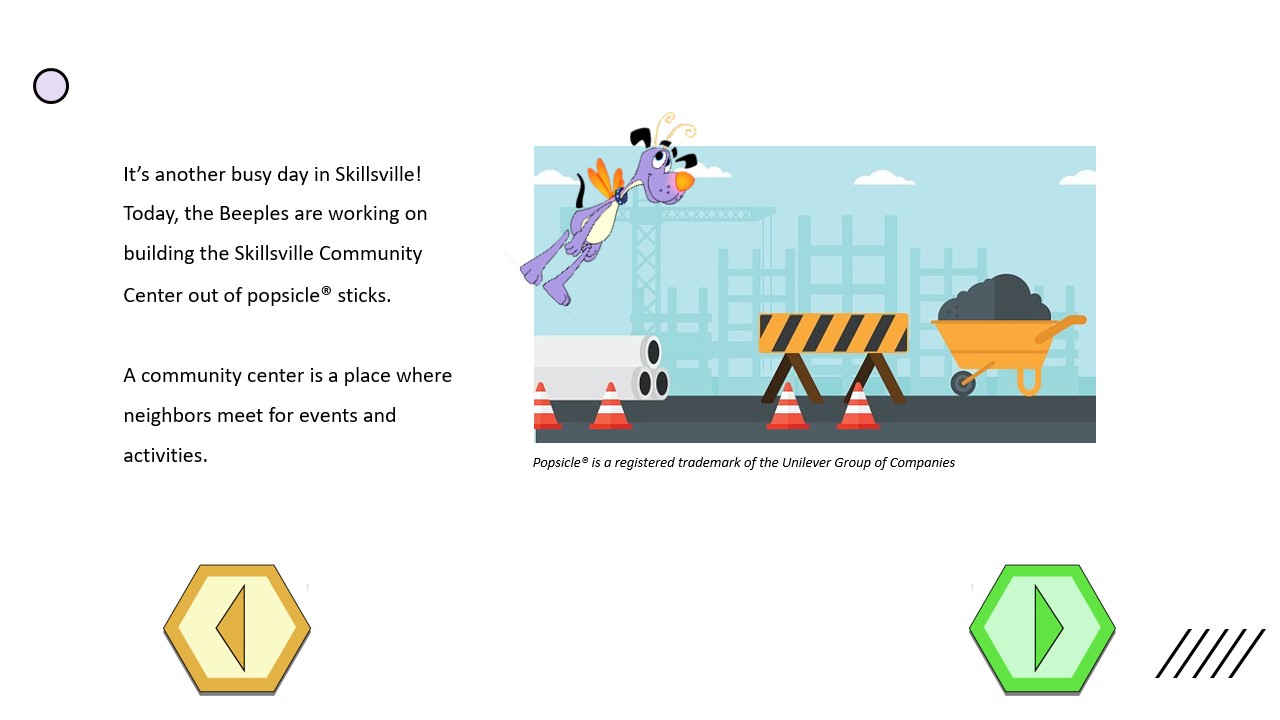 It’s another busy day in Skillsville!
Today, the Beeples are working on
building the Skillsville Community
Center out of popsicle® sticks.
A community center is a place where
neighbors meet for events and
activities.
Popsicle® is a registered trademark of the Unilever Group of Companies